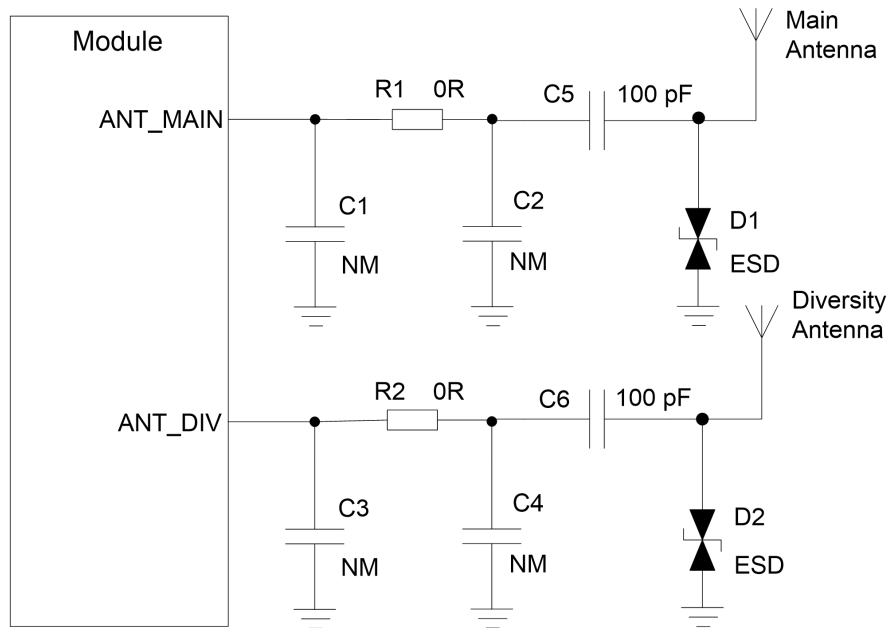 Module
Main
Antenna
R1 0R
C5 100 pF
ANT_MAIN
C1
NM
C2
NM
D1
ESD
Diversity
Antenna
R2 0R
C6 100 pF
ANT_DIV
C3
NM
C4
NM
D2
ESD